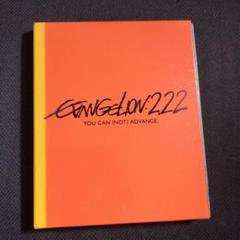 EVANGELION:2.22
YOU CAN (NOT) ADVANCE.